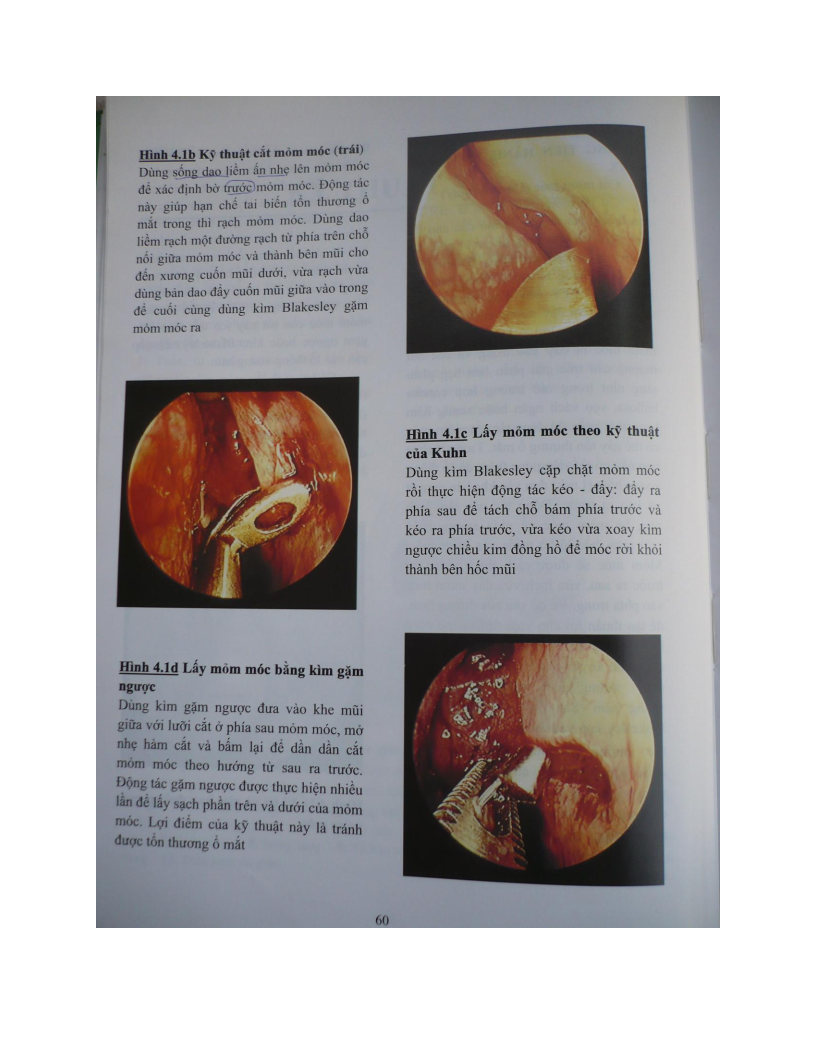 Hình 4.1b Kỹ thuật cắt mỏm móc (trái)
Dùng sống dao liềm ấn nhẹ lên mỏm móc
để xác định bờ trước mỏm móc. Động tác
này giúp hạn chế tai biến tổn thương ổ
mắt trong thì rạch mỏm móc. Dùng dao
liềm rạch một đường rạch từ phía trên chỗ
nối giữa mỏm móc và thành bên mũi cho
đến xương cuốn mũi dưới, vừa rạch vừa
dùng bản dao đẩy cuốn mũi giữa vào trong
để cuối cùng dùng kìm Blakesley gặm
mỏm móc ra
Hình 4.1c Lấy mỏm móc theo kỹ thuật
của Kuhn
Dùng kìm Blakesley cặp chặt mỏm móc
rồi thực hiện động tác kéo - đẩy: đẩy ra
phía sau để tách chỗ bám phía trước và
kéo ra phía trước, vừa kéo vừa xoay kìm
ngược chiều kim đồng hồ để móc rời khỏi
thành bên hốc mũi
Hình 4.1d Lấy mỏm móc bằng kìm gặm
ngược
Dùng kìm gặm ngược đưa vào khe mũi
giữa với lưỡi cắt ở phía sau mỏm móc, mở
nhẹ hàm cắt và bấm lại để dần dần cắt
mỏm móc theo hướng từ sau ra trước.
Động tác gặm ngược được thực hiện nhiều
lần để lấy sạch phần trên và dưới của mỏm
móc. Lợi điểm của kỹ thuật này là tránh
được tổn thương ổ mắt
60